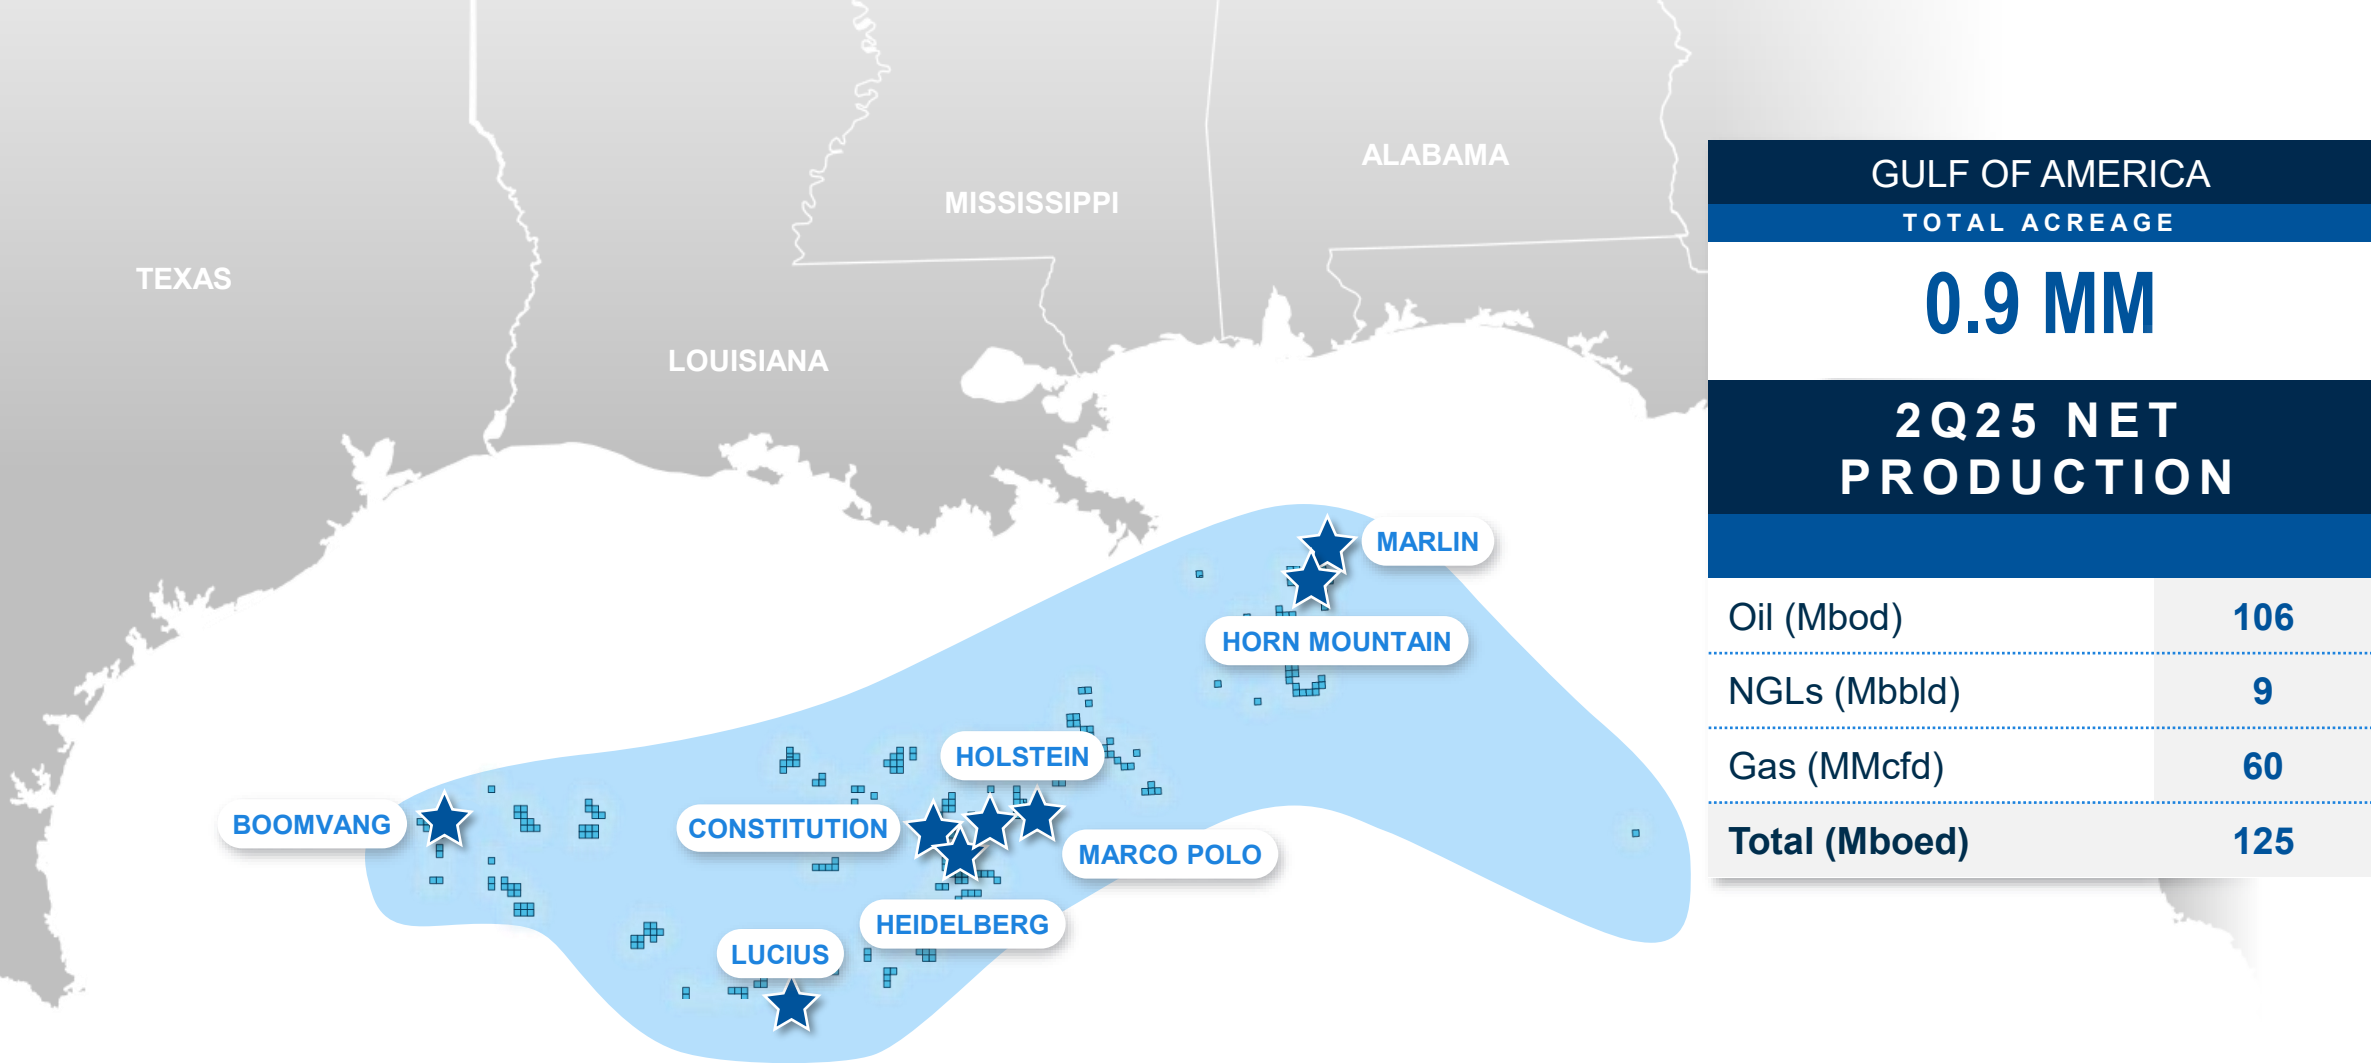 TEXAS
LOUISIANA
MISSISSIPPI
ALABAMA
MARLIN
HORN MOUNTAIN
HOLSTEIN
BOOMVANG
CONSTITUTION
MARCO POLO
HEIDELBERG
LUCIUS
GULF OF AMERICA
TOTAL ACREAGE
0.9 MM
2Q25 NET
PRODUCTION
Oil (Mbod) 106
NGLs (Mbbld) 9
Gas (MMcfd) 60
Total (Mboed) 125